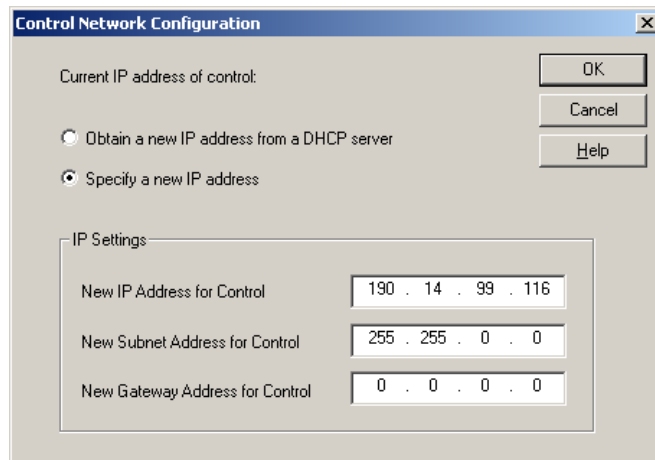 Control Network Configuration
Current IP address of control:
OK
Cancel
Obtain a new IP address from a DHCP server
Help
Specify a new IP address
IP Settings
New IP Address for Control 190 . 14 . 99 . 116
New Subnet Address for Control 255 . 255 . 0 . 0
New Gateway Address for Control 0 . 0 . 0 . 0